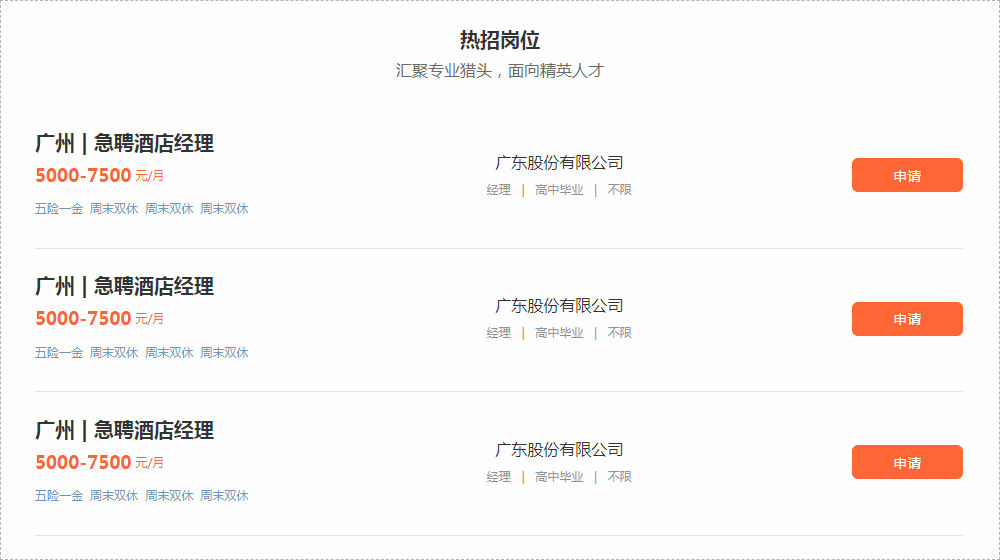 热招岗位
汇聚专业猎头，面向精英人才
广州 | 急聘酒店经理
5000-7500 元/月
五险一金 周末双休 周末双休 周末双休
广东股份有限公司
经理 | 高中毕业 | 不限
申请
广州 | 急聘酒店经理
5000-7500 元/月
五险一金 周末双休 周末双休 周末双休
广东股份有限公司
经理 | 高中毕业 | 不限
申请
广州 | 急聘酒店经理
5000-7500 元/月
五险一金 周末双休 周末双休 周末双休
广东股份有限公司
经理 | 高中毕业 | 不限
申请